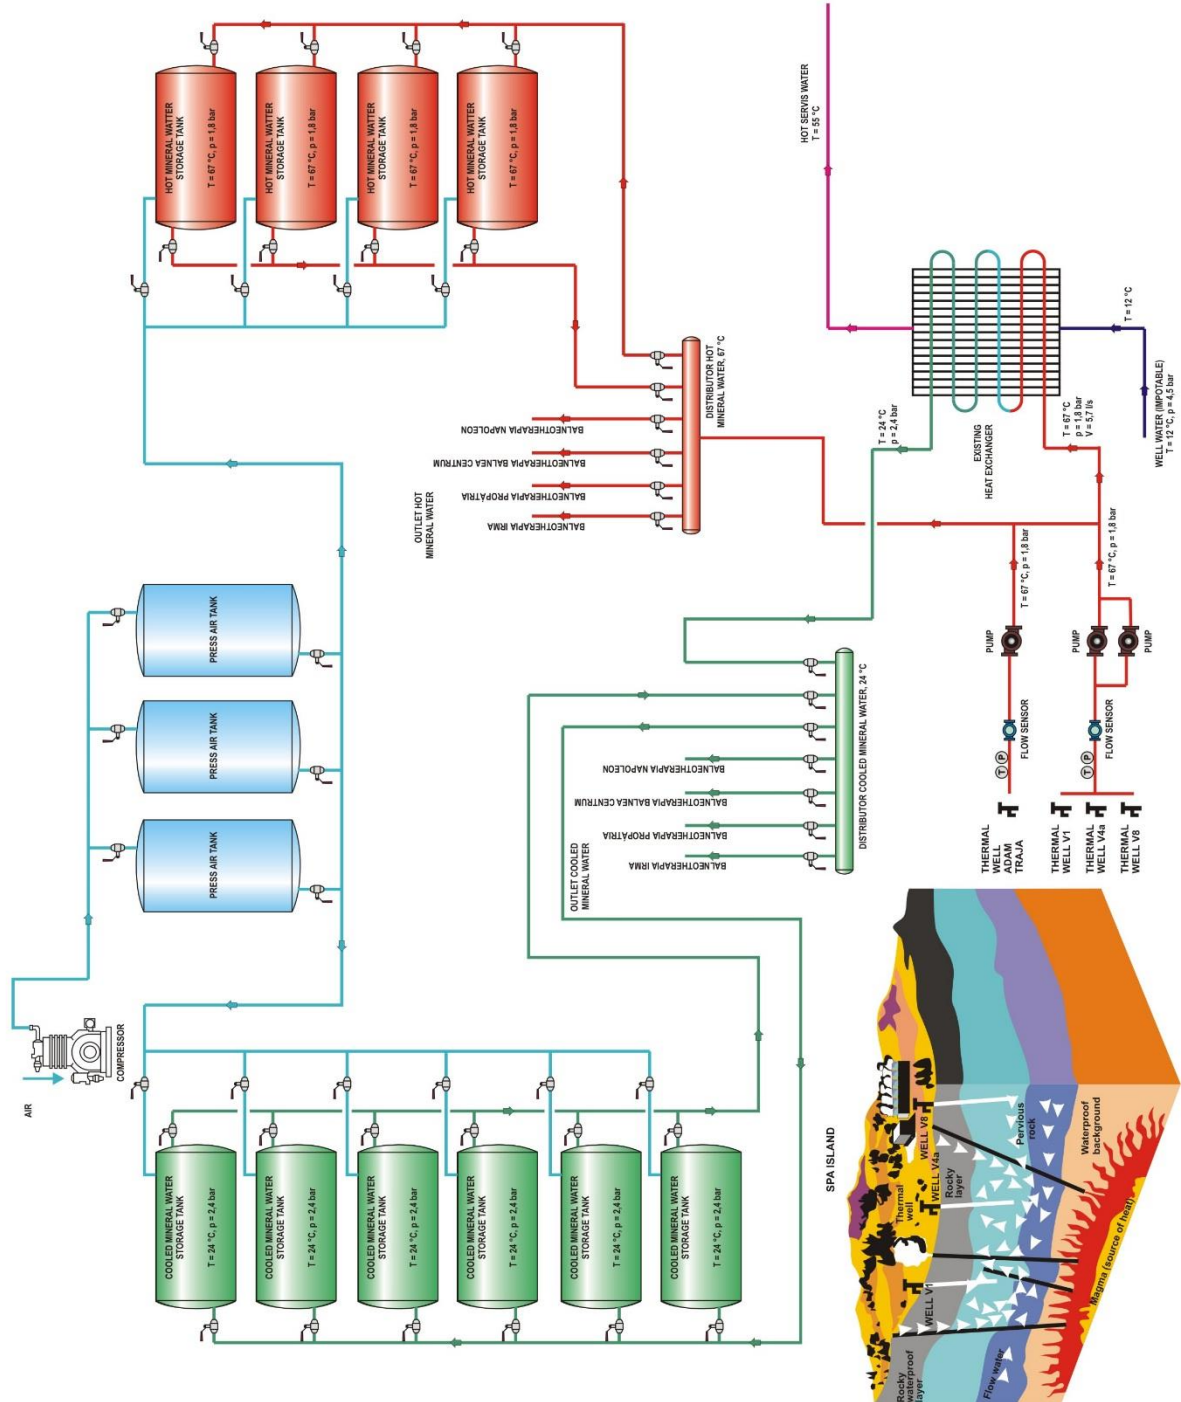 AIR
COMPRESSOR
PRESS AIR TANK
PRESS AIR TANK
PRESS AIR TANK
HOT MINERAL WATTER
STORAGE TANK
T = 67 °C, p = 1,8 bar
HOT MINERAL WATTER
STORAGE TANK
T = 67 °C, p = 1,8 bar
HOT MINERAL WATTER
STORAGE TANK
T = 67 °C, p = 1,8 bar
HOT MINERAL WATTER
STORAGE TANK
T = 67 °C, p = 1,8 bar
COOLED MINERAL WATER
STORAGE TANK
T = 24 °C, p = 2,4 bar
COOLED MINERAL WATER
STORAGE TANK
T = 24 °C, p = 2,4 bar
COOLED MINERAL WATER
STORAGE TANK
T = 24 °C, p = 2,4 bar
COOLED MINERAL WATER
STORAGE TANK
T = 24 °C, p = 2,4 bar
COOLED MINERAL WATER
STORAGE TANK
T = 24 °C, p = 2,4 bar
COOLED MINERAL WATER
STORAGE TANK
T = 24 °C, p = 2,4 bar
OUTLET HOT
MINERAL WATER
BALNEOTHERAPIA IRMA
BALNEOTHERAPIA PROPÁTRIA
BALNEOTHERAPIA BALNEA CENTRUM
BALNEOTHERAPIA NAPOLEON
DISTRIBUTOR HOT
MINERAL WATER, 67 °C
OUTLET COOLED
MINERAL WATER
BALNEOTHERAPIA IRMA
BALNEOTHERAPIA PROPÁTRIA
BALNEOTHERAPIA BALNEA CENTRUM
BALNEOTHERAPIA NAPOLEON
DISTRIBUTOR COOLED MINERAL WATER, 24 °C
HOT SERVIS WATER
T = 55 °C
T = 24 °C
p = 2,4 bar
EXISTING
HEAT EXCHANGER
T = 67 °C
p = 1,8 bar
V = 5,7 l/s
T = 12 °C
WELL WATER (IMPOTABLE)
T = 12 °C, p = 4,5 bar
THERMAL
WELL
ADAM
TRAJA
T
P
FLOW SENSOR
PUMP
T = 67 °C, p = 1,8 bar
THERMAL
WELL V1
THERMAL
WELL V4a
THERMAL
WELL V8
T
P
FLOW SENSOR
PUMP
PUMP
T = 67 °C, p = 1,8 bar
SPA ISLAND
WELL V1
Thermal
well
WELL V4a
WELL V8
Rocky
layer
Rocky
waterproof
layer
Flow water
Pervious
rock
Waterproof
background
Magma (source of heat)